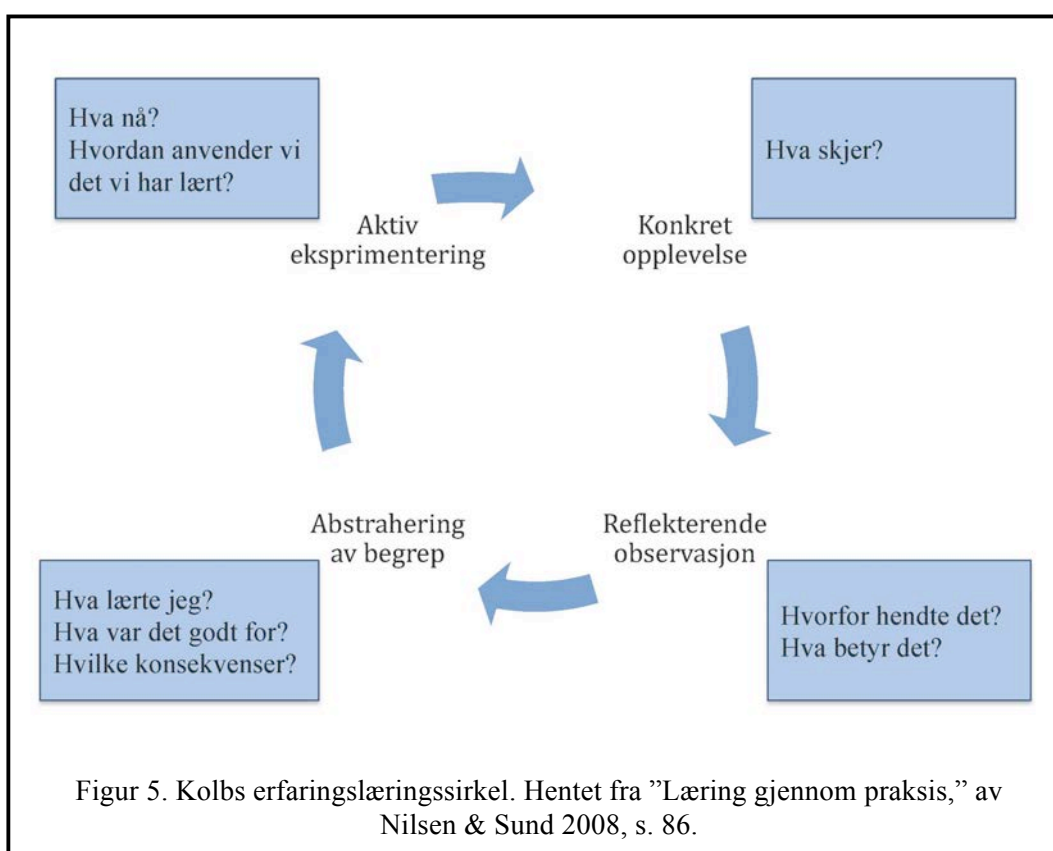 Hva nå?
Hvordan anvender vi
det vi har lært?
Hva skjer?
Aktiv
eksprimentering
Konkret
opplevelse
Abstrahering
av begrep
Reflekterende
observasjon
Hva lærte jeg?
Hva var det godt for?
Hvilke konsekvenser?
Hvorfor hendte det?
Hva betyr det?
Figur 5. Kolbs erfaringslæringssirkel. Hentet fra ”Læring gjennom praksis,” av
Nilsen & Sund 2008, s. 86.